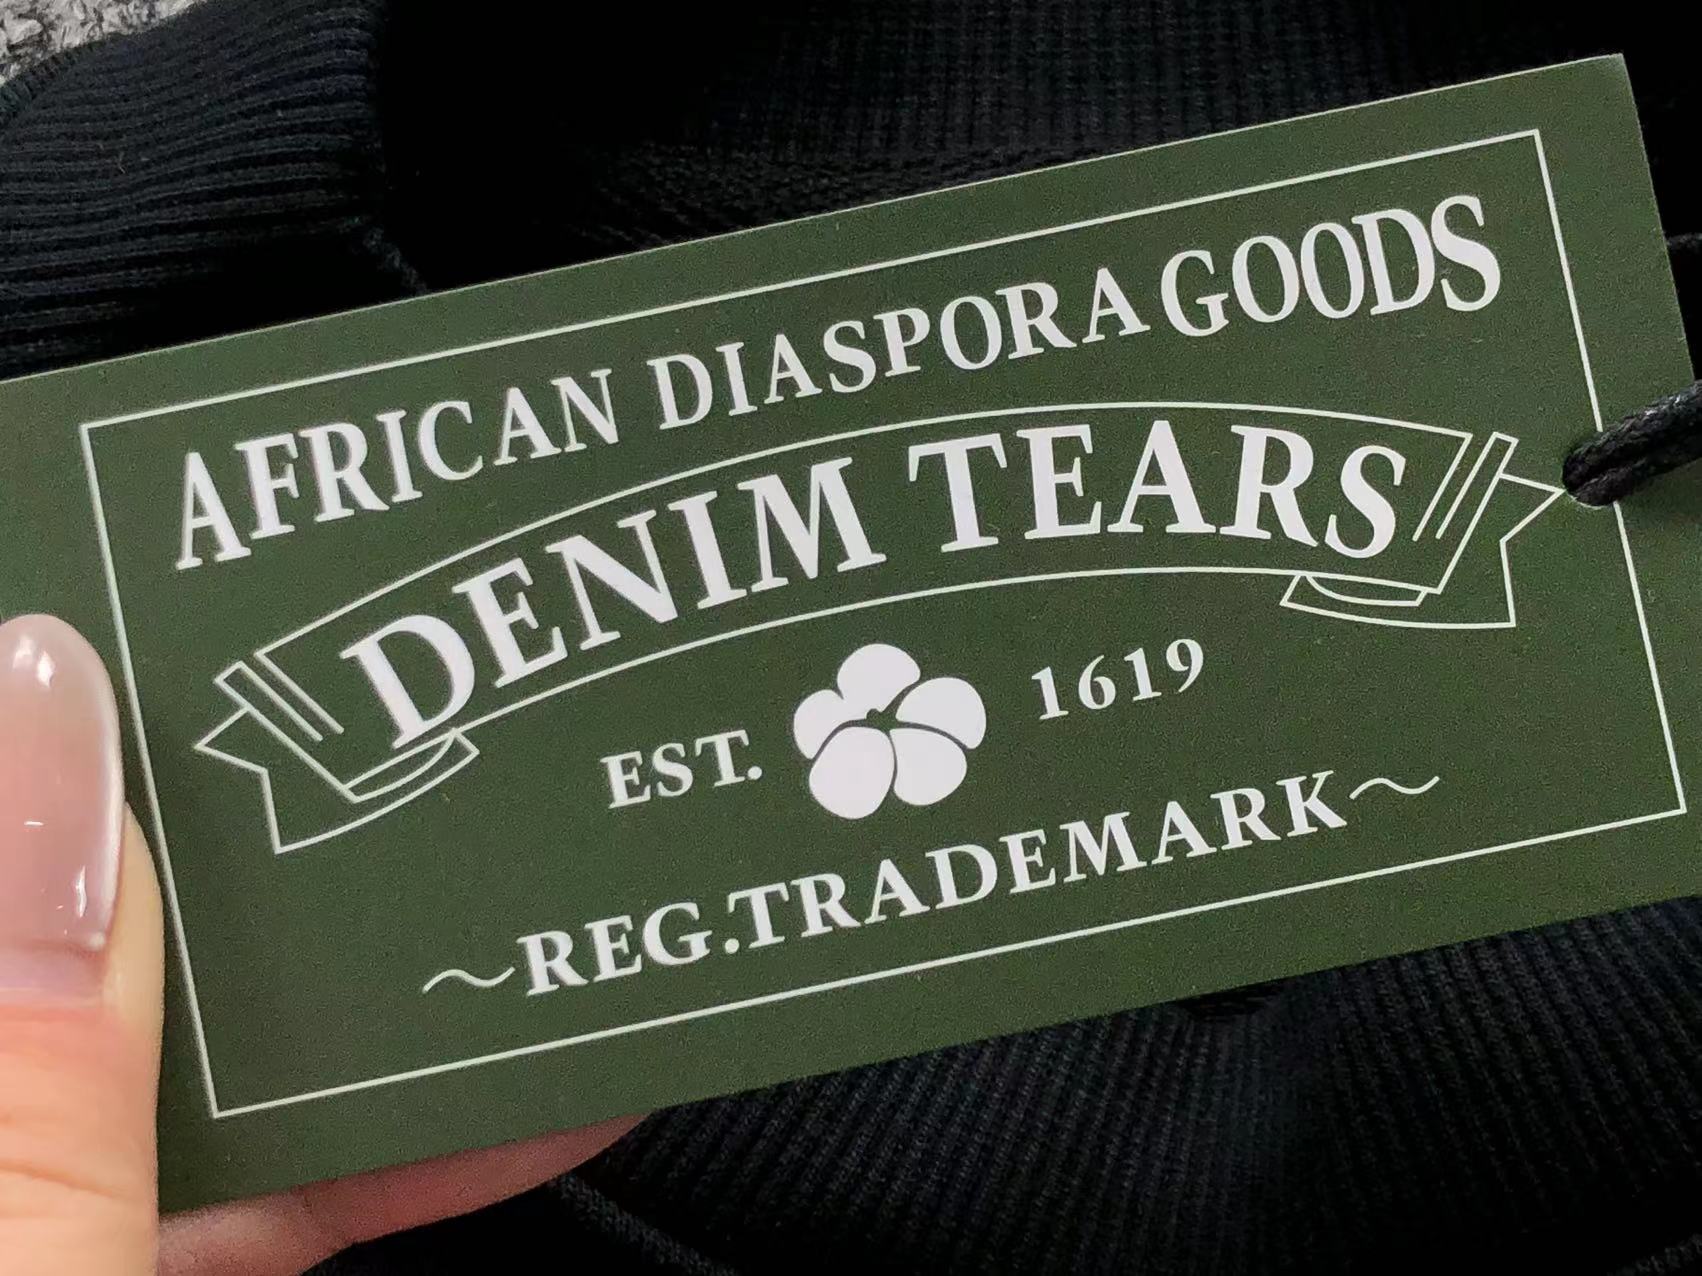 AFRICAN DIASPORA GOODS
DENIM TEARS
EST. 1619
~REG.TRADEMARK~